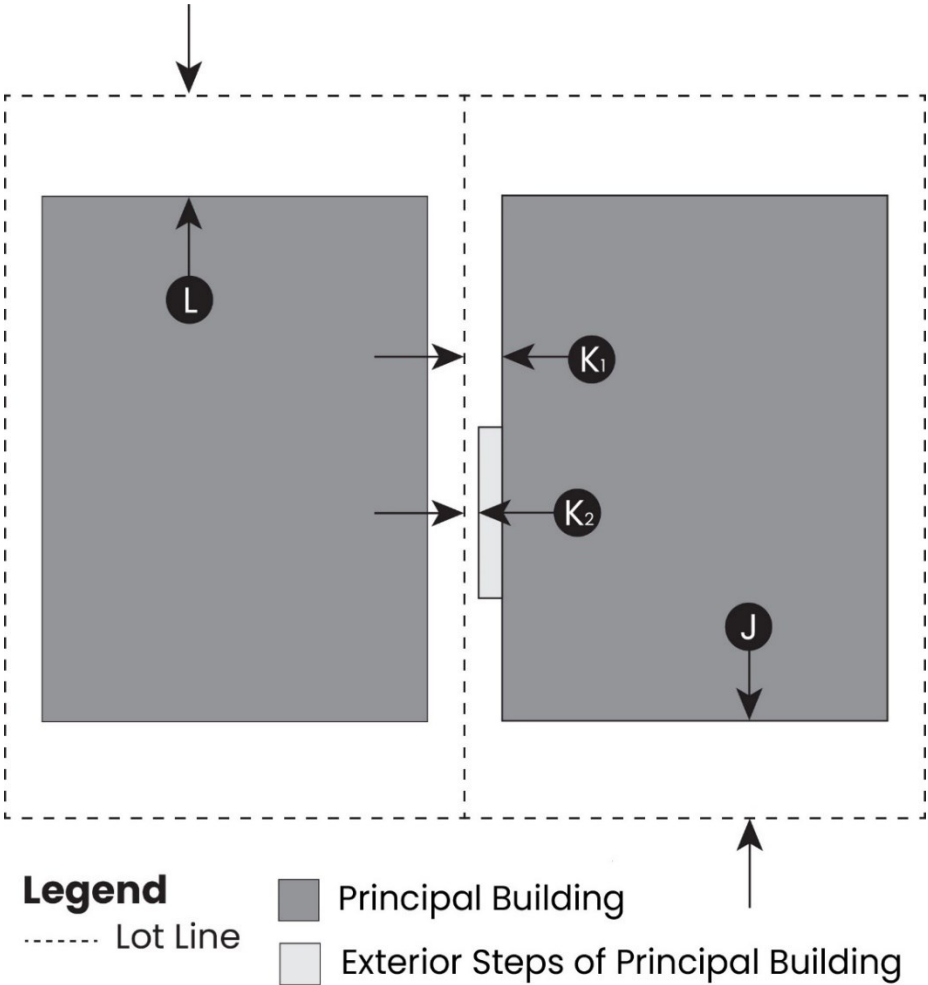 L
K₁
K₂
J
Legend
Principal Building
Lot Line
Exterior Steps of Principal Building